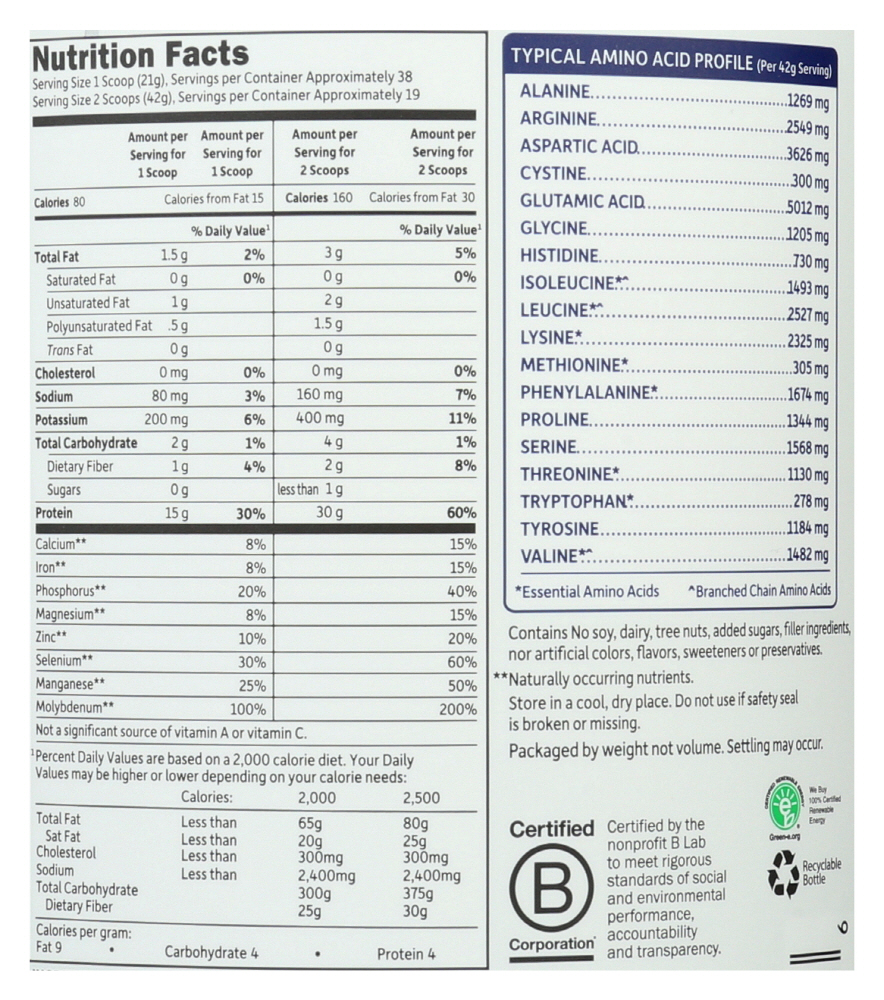 Nutrition Facts
Serving Size 1 Scoop (21g), Servings per Container Approximately 38
Serving Size 2 Scoops (42g), Servings per Container Approximately 19
Amount per Serving for 1 Scoop Amount per Serving for 1 Scoop Amount per Serving for 2 Scoops Amount per Serving for 2 Scoops
Calories 80 Calories from Fat 15 Calories 160 Calories from Fat 30
% Daily Value¹ % Daily Value¹
Total Fat 1.5 g 2% 3 g 5%
Saturated Fat 0 g 0% 0 g 0%
Unsaturated Fat 1 g 2 g
Polyunsaturated Fat .5 g 1.5 g
Trans Fat 0 g 0 g
Cholesterol 0 mg 0% 0 mg 0%
Sodium 80 mg 3% 160 mg 7%
Potassium 200 mg 6% 400 mg 11%
Total Carbohydrate 2 g 1% 4 g 1%
Dietary Fiber 1 g 4% 2 g 8%
Sugars 0 g less than 1 g
Protein 15 g 30% 30 g 60%
Calcium** 8% 15%
Iron** 8% 15%
Phosphorus** 20% 40%
Magnesium** 8% 15%
Zinc** 10% 20%
Selenium** 30% 60%
Manganese** 25% 50%
Molybdenum** 100% 200%
Not a significant source of vitamin A or vitamin C.
¹Percent Daily Values are based on a 2,000 calorie diet. Your Daily
Values may be higher or lower depending on your calorie needs:
Calories: 2,000 2,500
Total Fat Less than 65g 80g
Sat Fat Less than 20g 25g
Cholesterol Less than 300mg 300mg
Sodium Less than 2,400mg 2,400mg
Total Carbohydrate 300g 375g
Dietary Fiber 25g 30g
Calories per gram:
Fat 9 • Carbohydrate 4 • Protein 4
TYPICAL AMINO ACID PROFILE (Per 42g Serving)
ALANINE..........1269 mg
ARGININE..........2549 mg
ASPARTIC ACID..........3626 mg
CYSTINE..........300 mg
GLUTAMIC ACID..........5012 mg
GLYCINE..........1205 mg
HISTIDINE..........730 mg
ISOLEUCINE*^..........1493 mg
LEUCINE*^..........2527 mg
LYSINE*..........2325 mg
METHIONINE*..........305 mg
PHENYLALANINE*..........1674 mg
PROLINE..........1344 mg
SERINE..........1568 mg
THREONINE*..........1130 mg
TRYPTOPHAN*..........278 mg
TYROSINE..........1184 mg
VALINE*^..........1482 mg
*Essential Amino Acids ^Branched Chain Amino Acids
Contains No soy, dairy, tree nuts, added sugars, filler ingredients,
nor artificial colors, flavors, sweeteners or preservatives.
**Naturally occurring nutrients.
Store in a cool, dry place. Do not use if safety seal
is broken or missing.
Packaged by weight not volume. Settling may occur.
Certified
B
Corporation
Certified by the
nonprofit B Lab
to meet rigorous
standards of social
and environmental
performance,
accountability
and transparency.
We Buy
100% Certified
Renewable
Energy
Green-e.org
Recyclable
Bottle